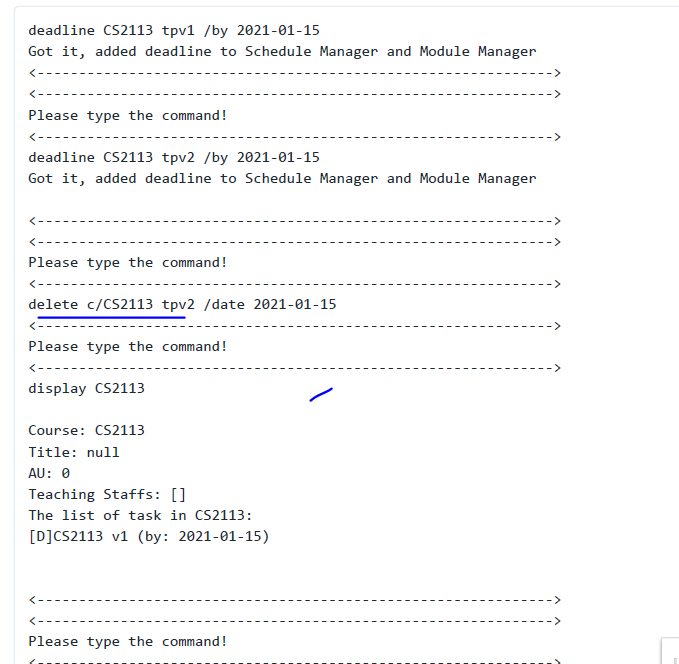 deadline CS2113 tpv1 /by 2021-01-15
Got it, added deadline to Schedule Manager and Module Manager
<------------------------------------------------------------->
<------------------------------------------------------------->
Please type the command!
<------------------------------------------------------------->
deadline CS2113 tpv2 /by 2021-01-15
Got it, added deadline to Schedule Manager and Module Manager
<------------------------------------------------------------->
<------------------------------------------------------------->
Please type the command!
<------------------------------------------------------------->
delete c/CS2113 tpv2 /date 2021-01-15
<------------------------------------------------------------->
Please type the command!
<------------------------------------------------------------->
display CS2113
Course: CS2113
Title: null
AU: 0
Teaching Staffs: []
The list of task in CS2113:
[D]CS2113 v1 (by: 2021-01-15)
<------------------------------------------------------------->
<------------------------------------------------------------->
Please type the command!
<------------------------------------------------------------->